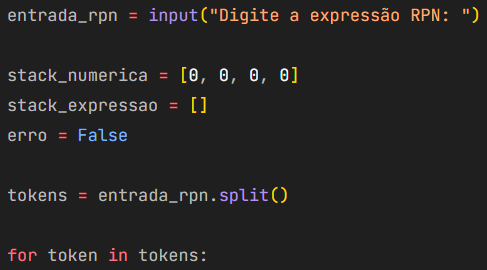 entrada_rpn = input("Digite a expressão RPN: ")
stack_numerica = [0, 0, 0, 0]
stack_expressao = []
erro = False
tokens = entrada_rpn.split()
for token in tokens: